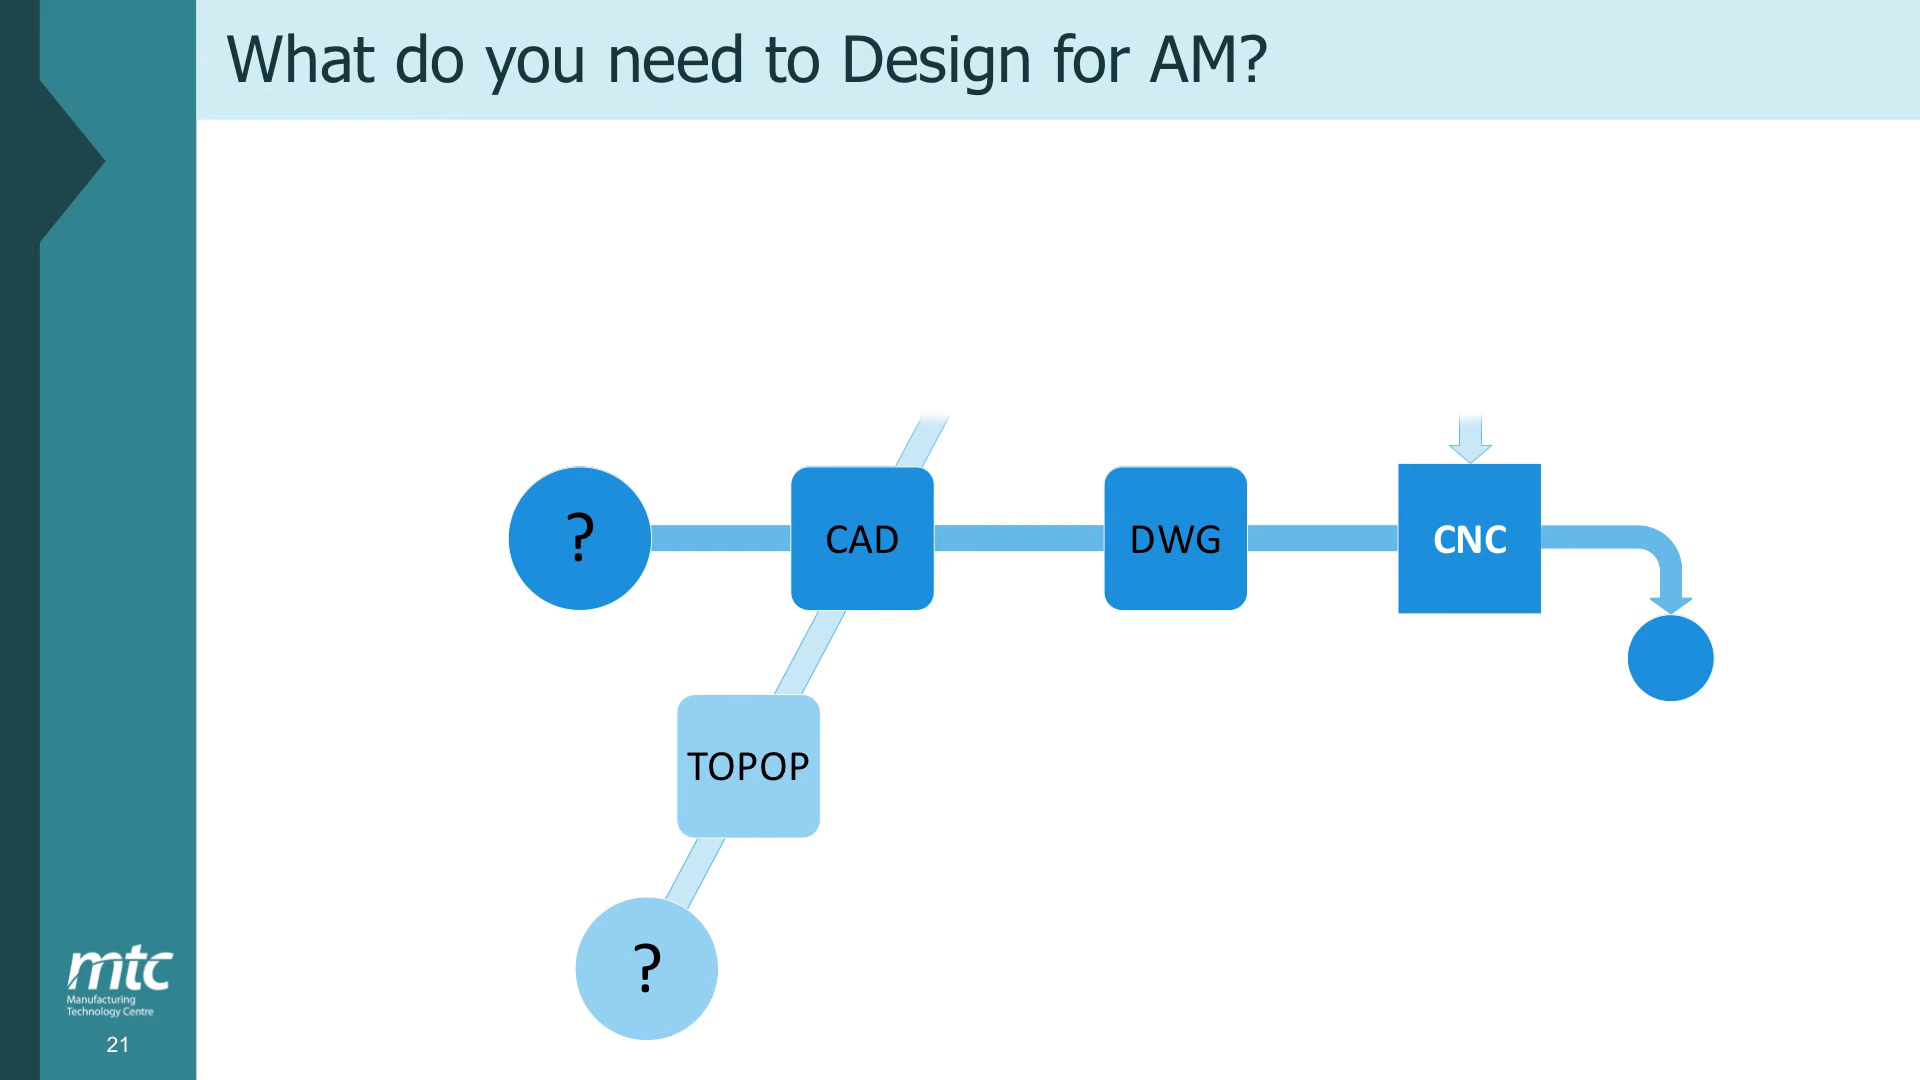 What do you need to Design for AM?
?
CAD
DWG
CNC
TOPOP
?
mtc
Manufacturing
Technology Centre
21